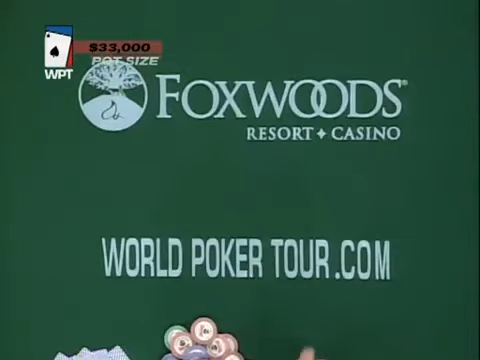 $33,000
POT SIZE
WPT
FOXWOODS®
RESORT CASINO
WORLD POKER TOUR.COM